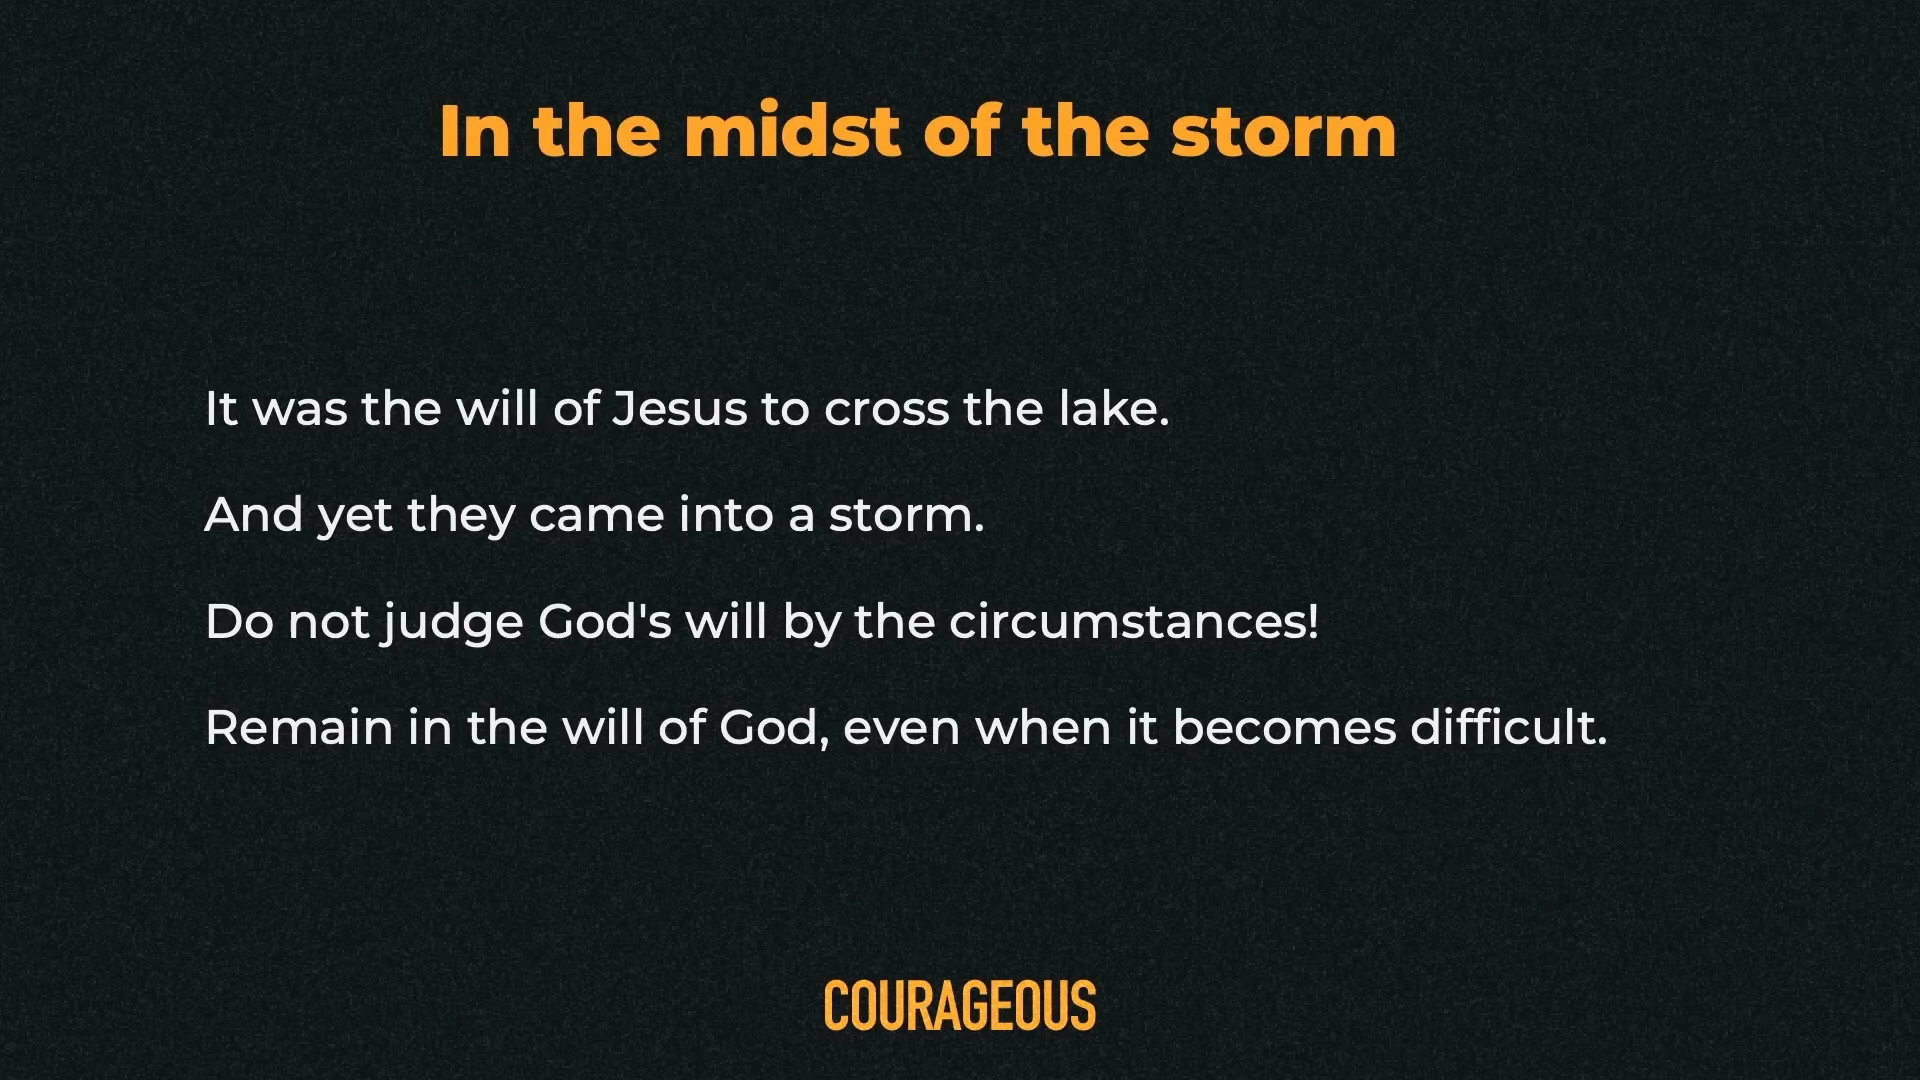 In the midst of the storm
It was the will of Jesus to cross the lake.
And yet they came into a storm.
Do not judge God's will by the circumstances!
Remain in the will of God, even when it becomes difficult.
COURAGEOUS